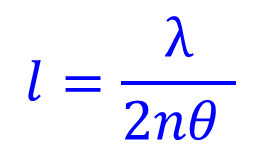 l = λ / 2nθ